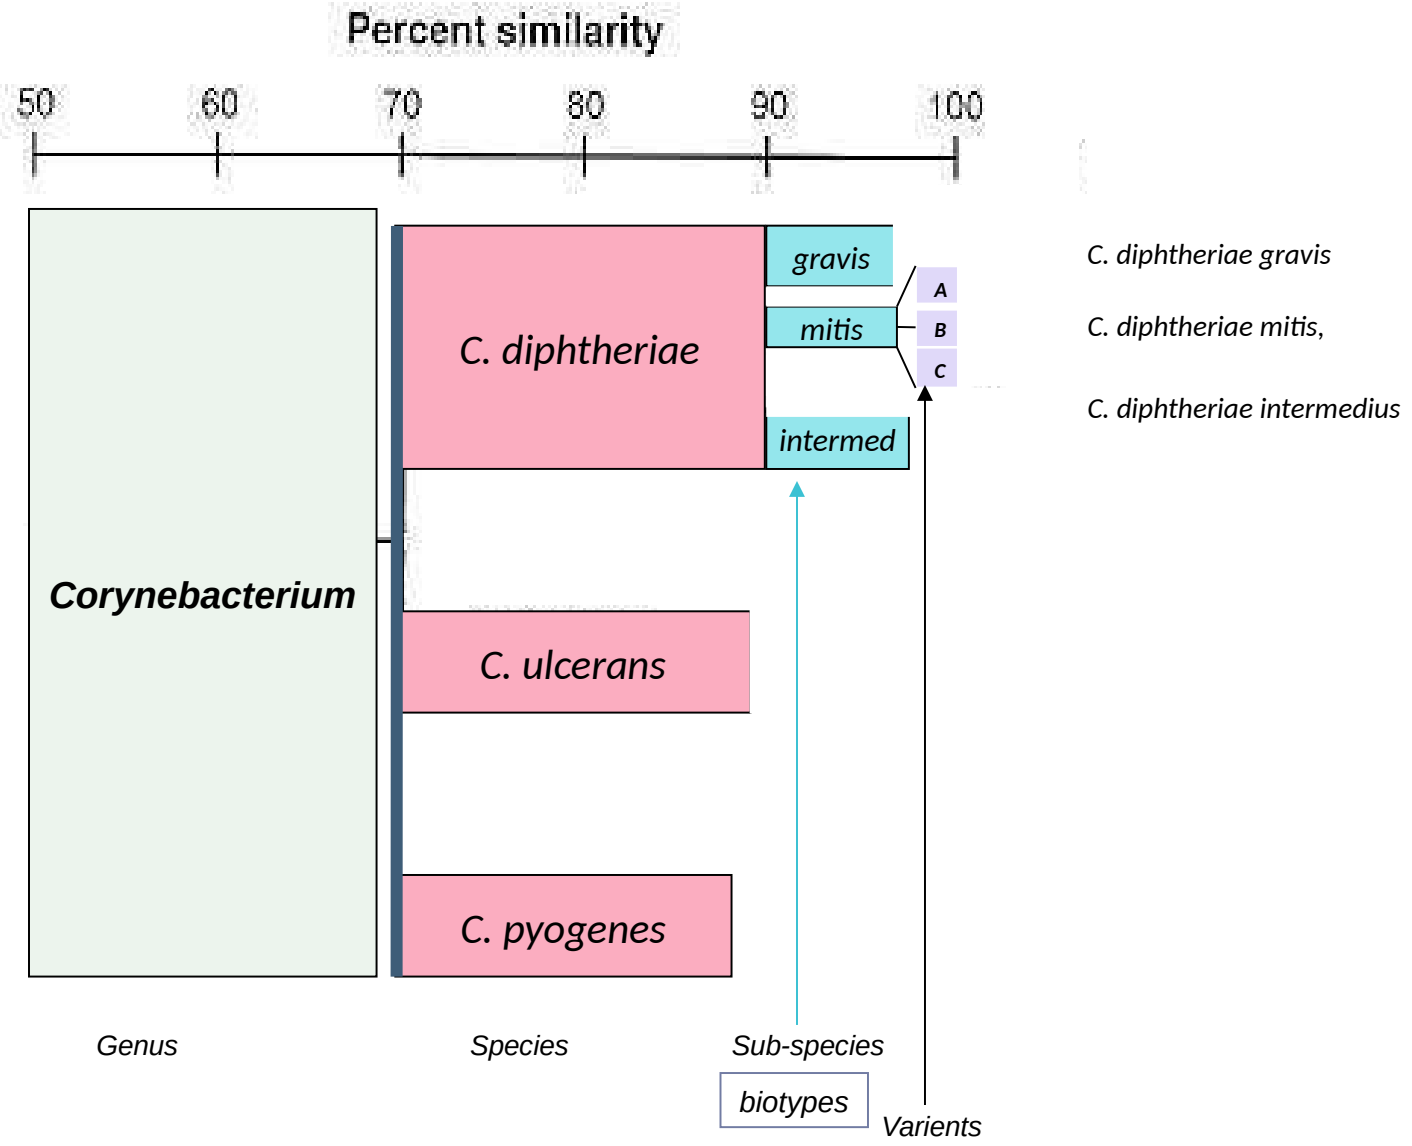 Percent similarity
50 60 70 80 90 100
gravis
C. diphtheriae gravis
A
C. diphtheriae
mitis
B
C. diphtheriae mitis,
C
C. diphtheriae intermedius
intermed
Corynebacterium
C. ulcerans
C. pyogenes
Genus
Species
Sub-species
biotypes
Varients